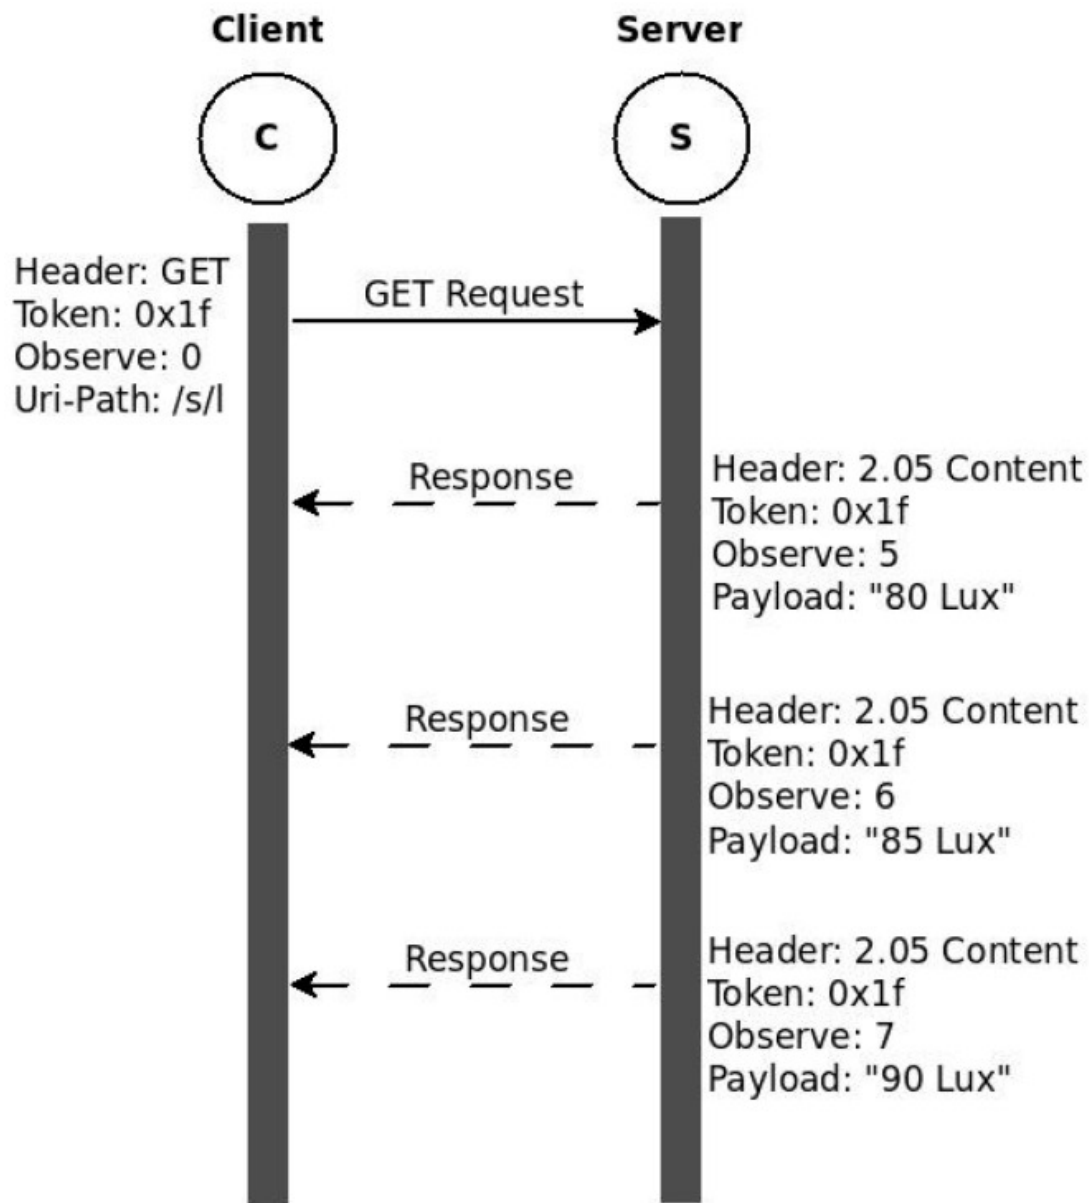 Client
Server
C
S
Header: GET
Token: 0x1f
Observe: 0
Uri-Path: /s/l
GET Request
Response
Header: 2.05 Content
Token: 0x1f
Observe: 5
Payload: "80 Lux"
Response
Header: 2.05 Content
Token: 0x1f
Observe: 6
Payload: "85 Lux"
Response
Header: 2.05 Content
Token: 0x1f
Observe: 7
Payload: "90 Lux"